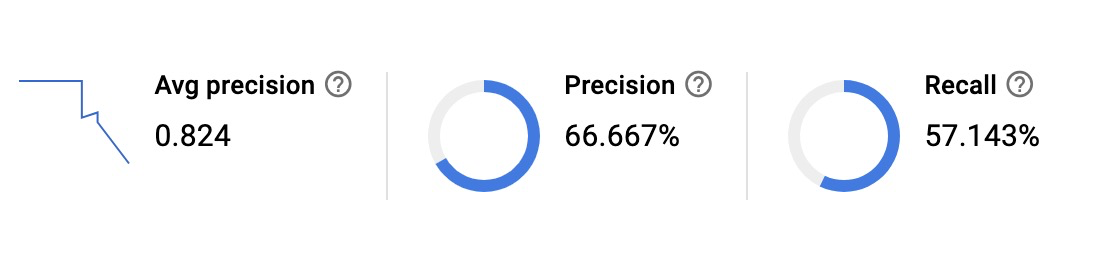 Avg precision
0.824
Precision
66.667%
Recall
57.143%